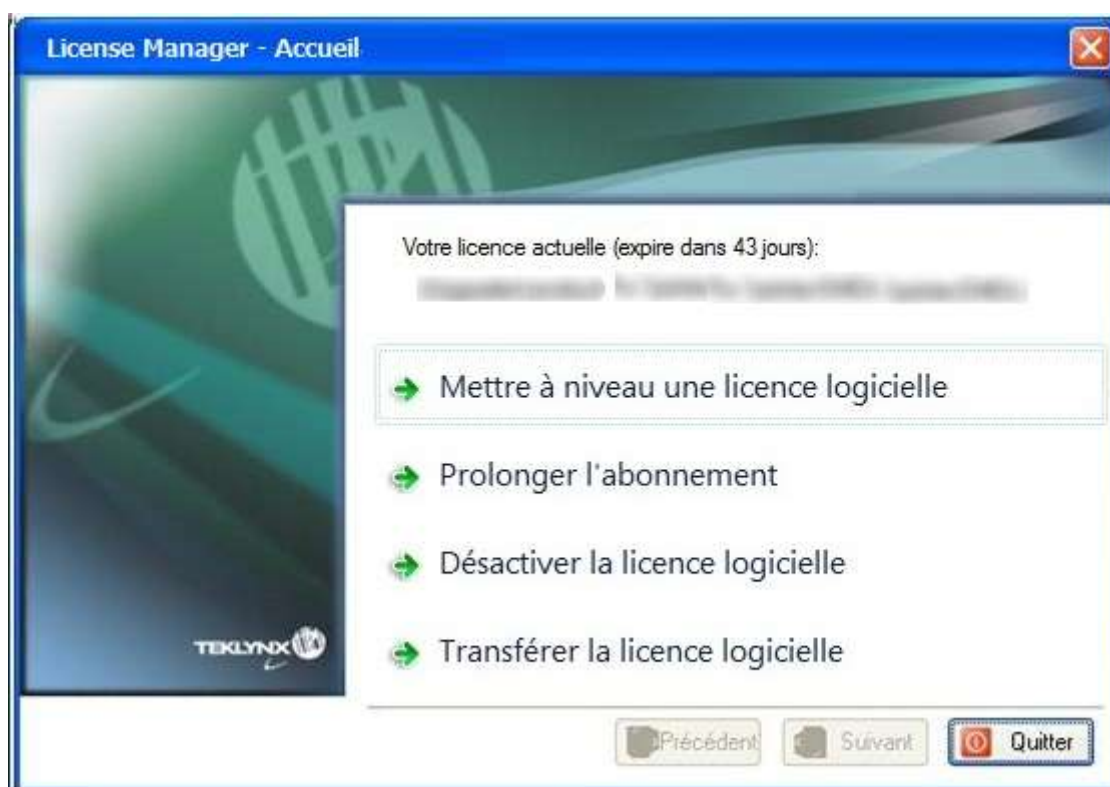 License Manager - Accueil
Votre licence actuelle (expire dans 43 jours):
Mettre à niveau une licence logicielle
Prolonger l'abonnement
Désactiver la licence logicielle
TEKLYNX
Transférer la licence logicielle
Précédent
Suivant
Quitter